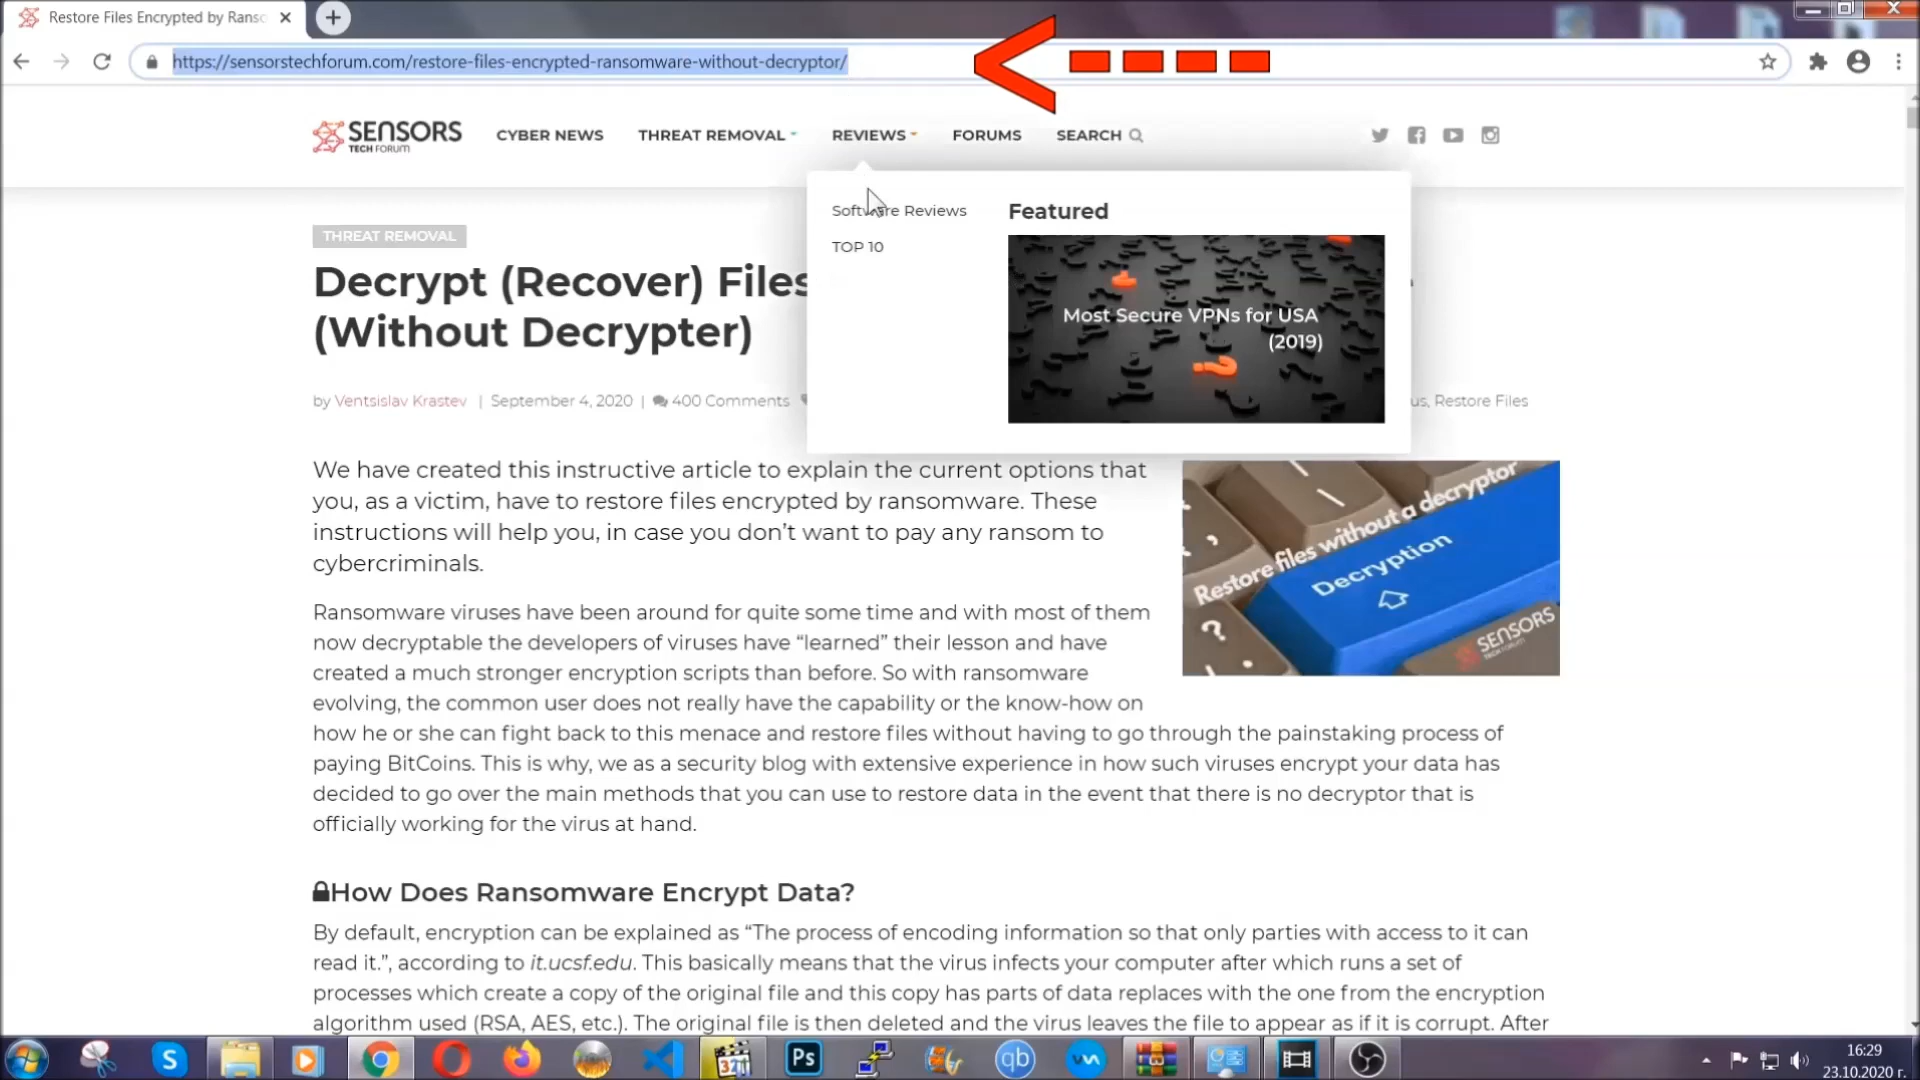 Restore Files Encrypted by Ranso
https://sensorstechforum.com/restore-files-encrypted-ransomware-without-decryptor/
SENSORS
TECH FORUM
CYBER NEWS
THREAT REMOVAL
REVIEWS
FORUMS
SEARCH
Software Reviews
TOP 10
Featured
Most Secure VPNs for USA
(2019)
THREAT REMOVAL
Decrypt (Recover) Files
(Without Decrypter)
by Ventsislav Krastev | September 4, 2020 | 400 Comments
us, Restore Files
We have created this instructive article to explain the current options that
you, as a victim, have to restore files encrypted by ransomware. These
instructions will help you, in case you don’t want to pay any ransom to
cybercriminals.
Restore files without a decryptor
Decryption
?
SENSORS
TECH FORUM
Ransomware viruses have been around for quite some time and with most of them
now decryptable the developers of viruses have “learned” their lesson and have
created a much stronger encryption scripts than before. So with ransomware
evolving, the common user does not really have the capability or the know-how on
how he or she can fight back to this menace and restore files without having to go through the painstaking process of
paying BitCoins. This is why, we as a security blog with extensive experience in how such viruses encrypt your data has
decided to go over the main methods that you can use to restore data in the event that there is no decryptor that is
officially working for the virus at hand.
How Does Ransomware Encrypt Data?
By default, encryption can be explained as “The process of encoding information so that only parties with access to it can
read it.”, according to it.ucsf.edu. This basically means that the virus infects your computer after which runs a set of
processes which create a copy of the original file and this copy has parts of data replaces with the one from the encryption
algorithm used (RSA, AES, etc.). The original file is then deleted and the virus leaves the file to appear as if it is corrupt. After
S
321
Ps
qb
16:29
23.10.2020 г.